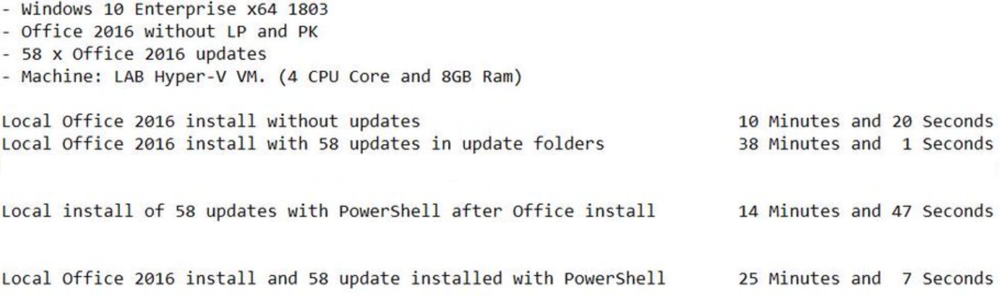 - Windows 10 Enterprise x64 1803
- Office 2016 without LP and PK
- 58 x Office 2016 updates
- Machine: LAB Hyper-V VM. (4 CPU Core and 8GB Ram)
Local Office 2016 install without updates 10 Minutes and 20 Seconds
Local Office 2016 install with 58 updates in update folders 38 Minutes and 1 Seconds
Local install of 58 updates with PowerShell after Office install 14 Minutes and 47 Seconds
Local Office 2016 install and 58 update installed with PowerShell 25 Minutes and 7 Seconds